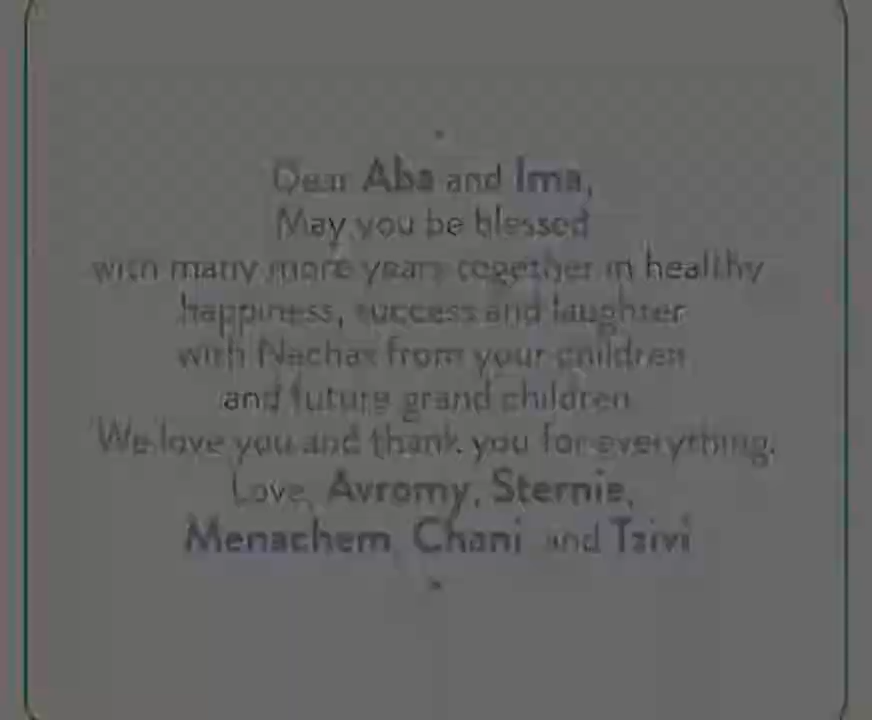 Dear Aba and Ima,
May you be blessed
with many more years together in healthy
happiness, success and laughter
with Nachas from your children
and future grand children
We love you and thank you for everything.
Love, Avromy, Sternie,
Menachem, Chani and Tzivi